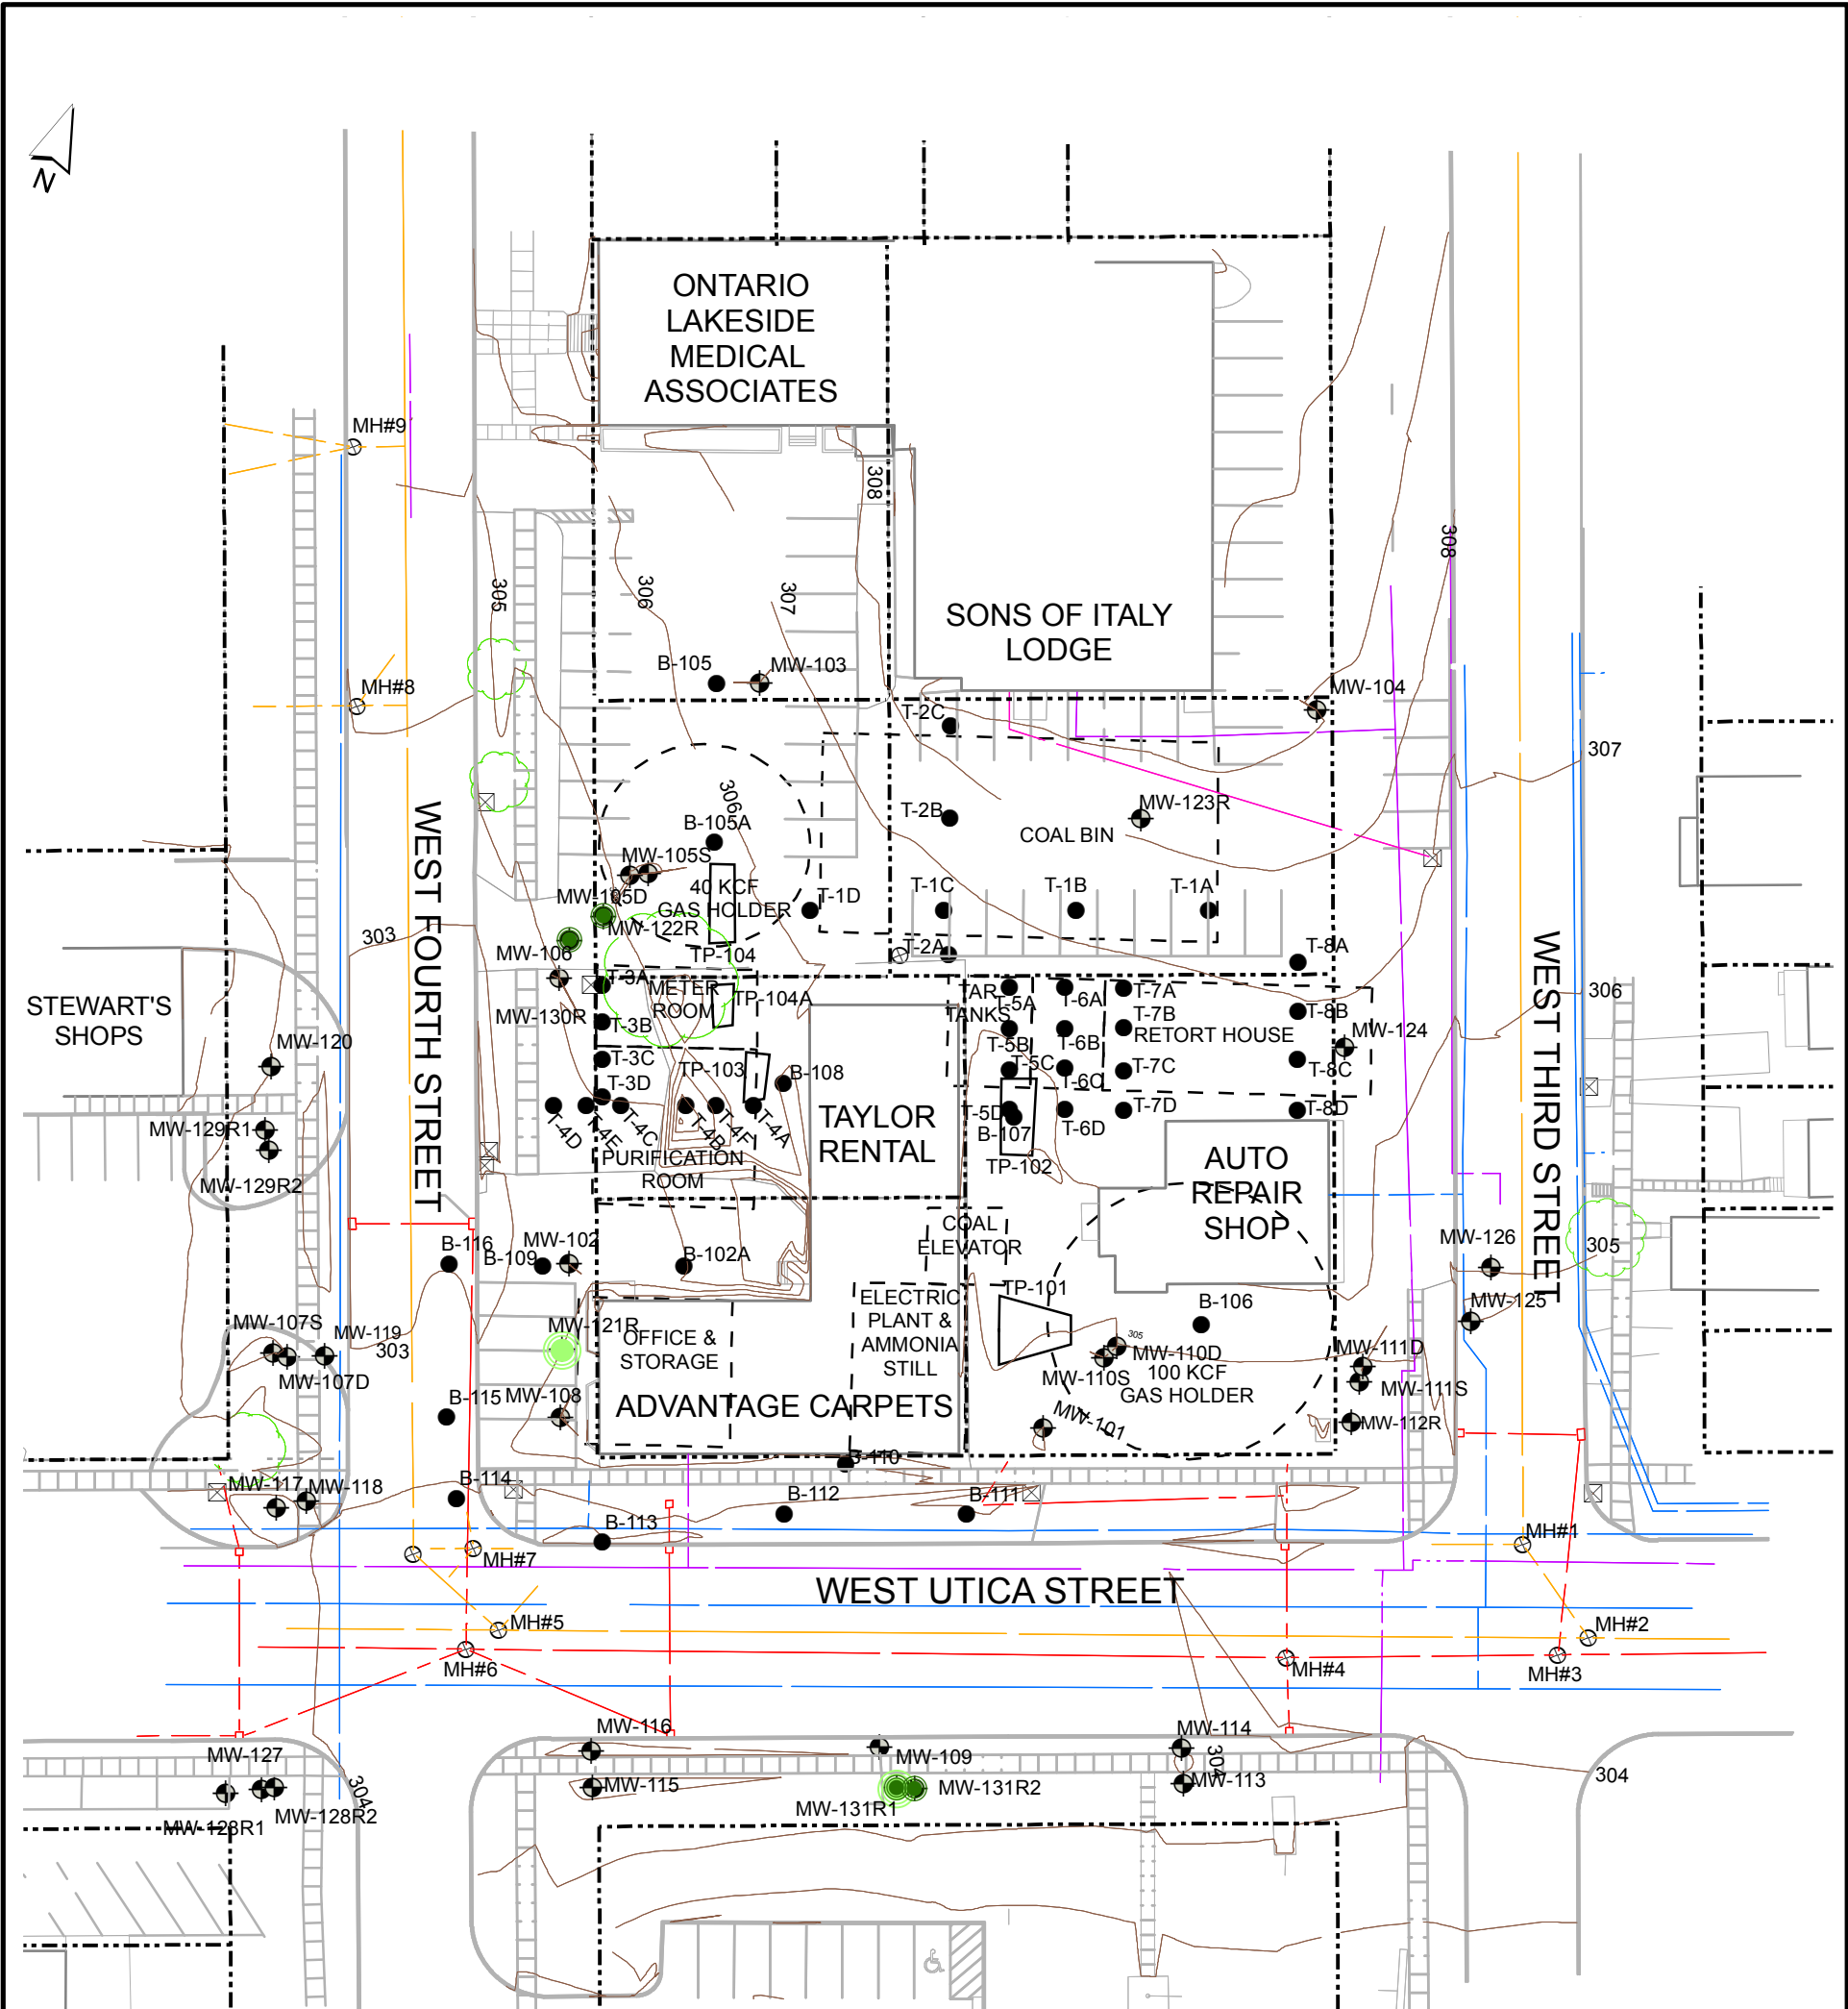 N
ONTARIO
LAKESIDE
MEDICAL
ASSOCIATES
MH#9
308
308
305
306
307
SONS OF ITALY
LODGE
B-105
MW-103
MH#8
MW-104
T-2C
307
306
B-105A
T-2B
MW-123R
COAL BIN
WEST FOURTH STREET
MW-105S
40 KCF
GAS HOLDER
MW-105D
MW-122R
T-1D
T-1C
T-1B
T-1A
303
MW-106
TP-104
T-2A
T-8A
WEST THIRD STREET
STEWART'S
SHOPS
T-3A
METER
ROOM
TP-104A
TAR
TANKS
T-5A
T-6A
T-7A
306
MW-130R
T-3B
T-7B
RETORT HOUSE
T-8B
MW-124
MW-120
T-5B
T-6B
T-3C
TP-103
B-108
T-5C
T-6C
T-7C
T-8C
T-3D
TAYLOR
RENTAL
T-5D
T-6D
T-7D
T-8D
MW-129R1
T-4D
T-4E
T-4C
T-4B
T-4F
T-4A
B-107
TP-102
PURIFICATION
ROOM
AUTO
REPAIR
SHOP
MW-129R2
COAL
ELEVATOR
B-116
B-109
MW-102
B-102A
MW-126
305
TP-101
ELECTRIC
PLANT &
AMMONIA
STILL
B-106
MW-125
MW-107S
MW-119
303
MW-121R
OFFICE &
STORAGE
305
MW-110D
MW-111D
MW-107D
MW-110S
100 KCF
GAS HOLDER
MW-111S
B-115
MW-108
ADVANTAGE CARPETS
MW-101
MW-112R
B-110
MW-117
MW-118
B-114
B-112
B-111
B-113
MH#1
MH#7
WEST UTICA STREET
MH#5
MH#2
MH#6
MH#4
MH#3
MW-116
MW-114
MW-127
MW-109
304
304
304
MW-115
MW-131R2
MW-113
MW-131R1
MW-128R2
MW-128R1